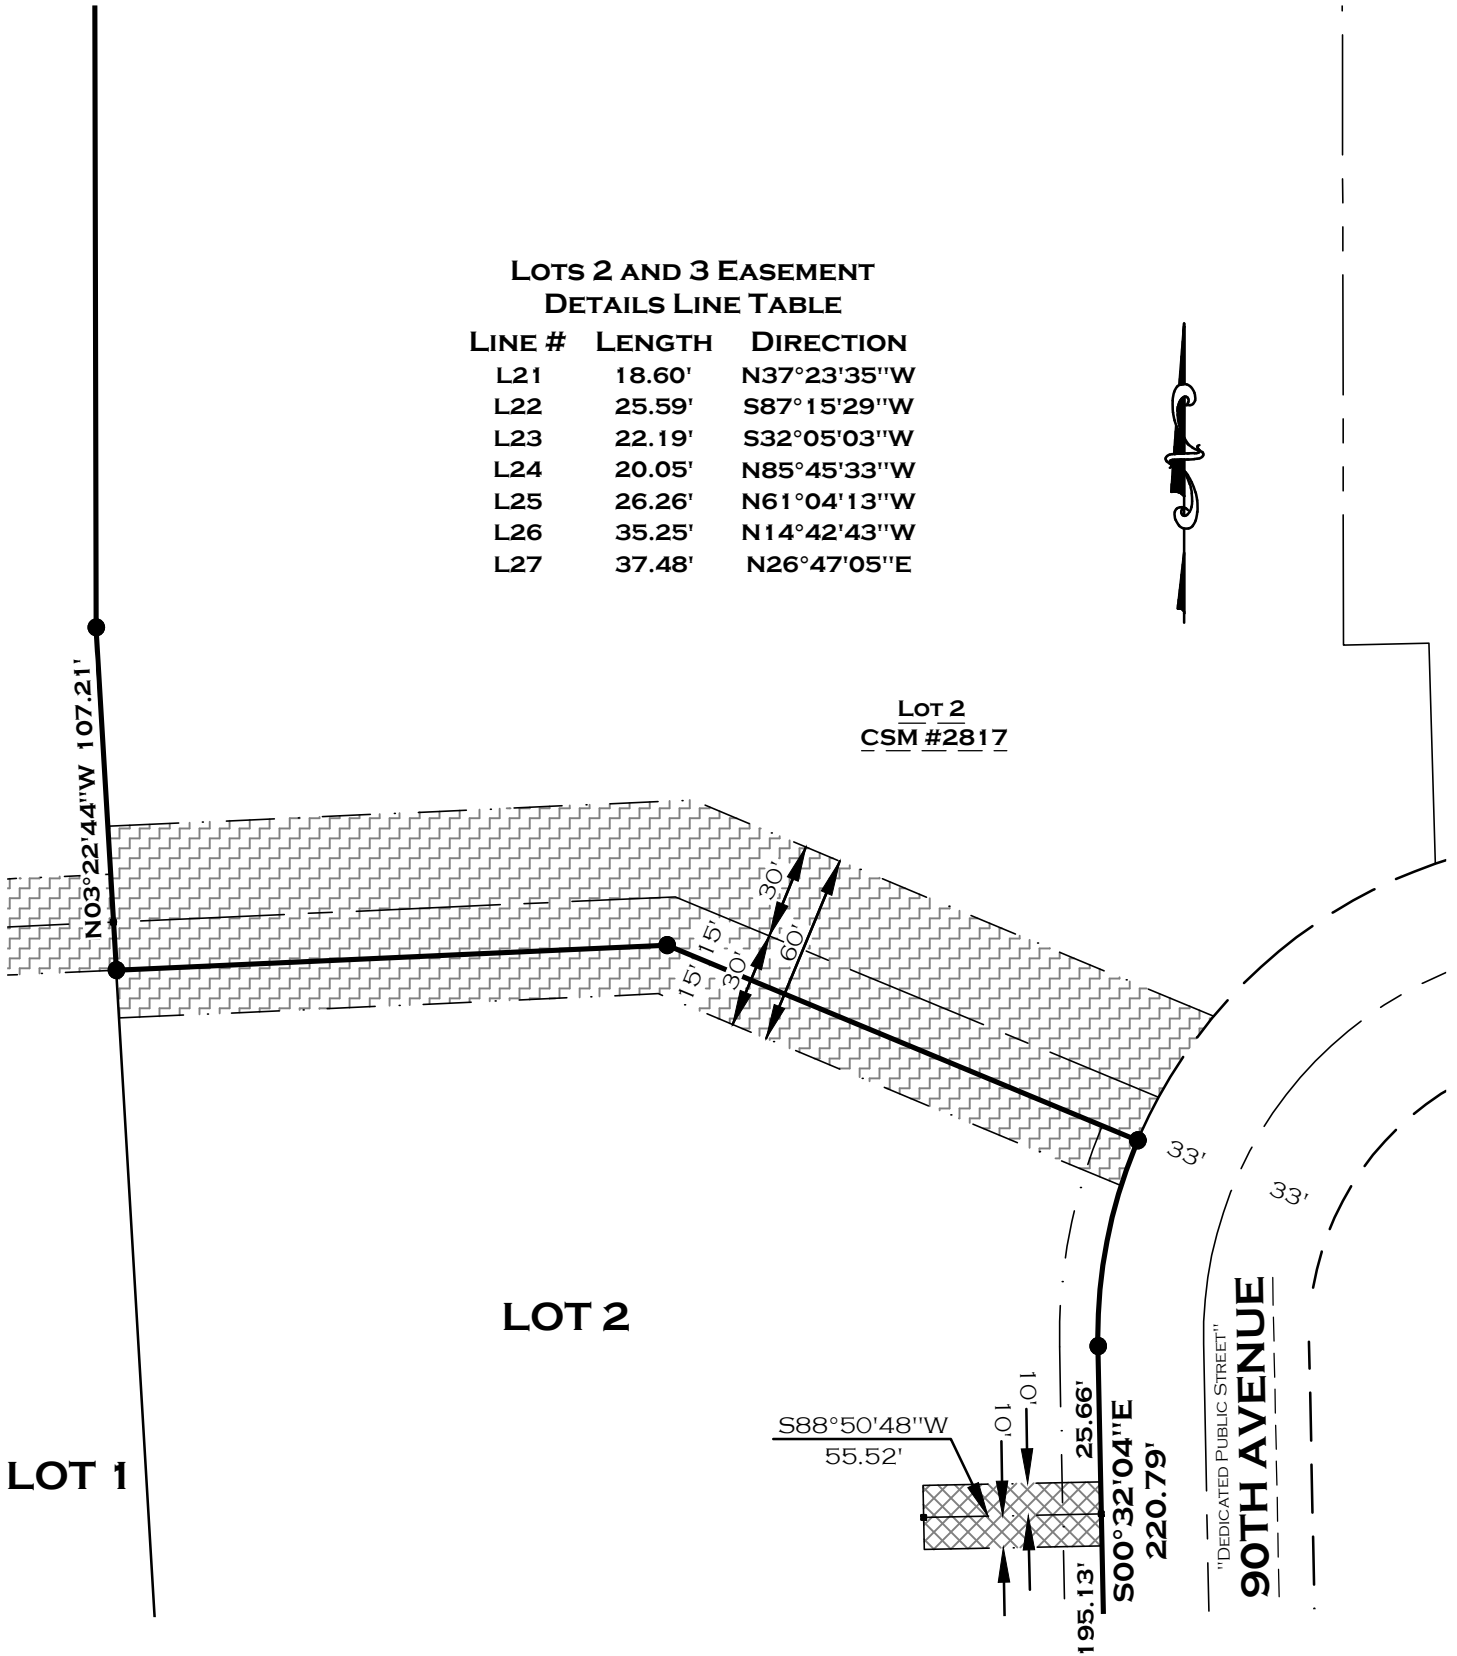 LOTS 2 AND 3 EASEMENT
DETAILS LINE TABLE
LINE # LENGTH DIRECTION
L21 18.60' N37°23'35"W
L22 25.59' S87°15'29"W
L23 22.19' S32°05'03"W
L24 20.05' N85°45'33"W
L25 26.26' N61°04'13"W
L26 35.25' N14°42'43"W
L27 37.48' N26°47'05"E
N03°22'44"W 107.21'
LOT 2
CSM #2817
30'
60'
15'
15'
30'
33'
33'
LOT 2
LOT 1
S88°50'48"W
55.52'
10'
10'
25.66'
195.13'
S00°32'04"E
220.79'
"DEDICATED PUBLIC STREET"
90TH AVENUE